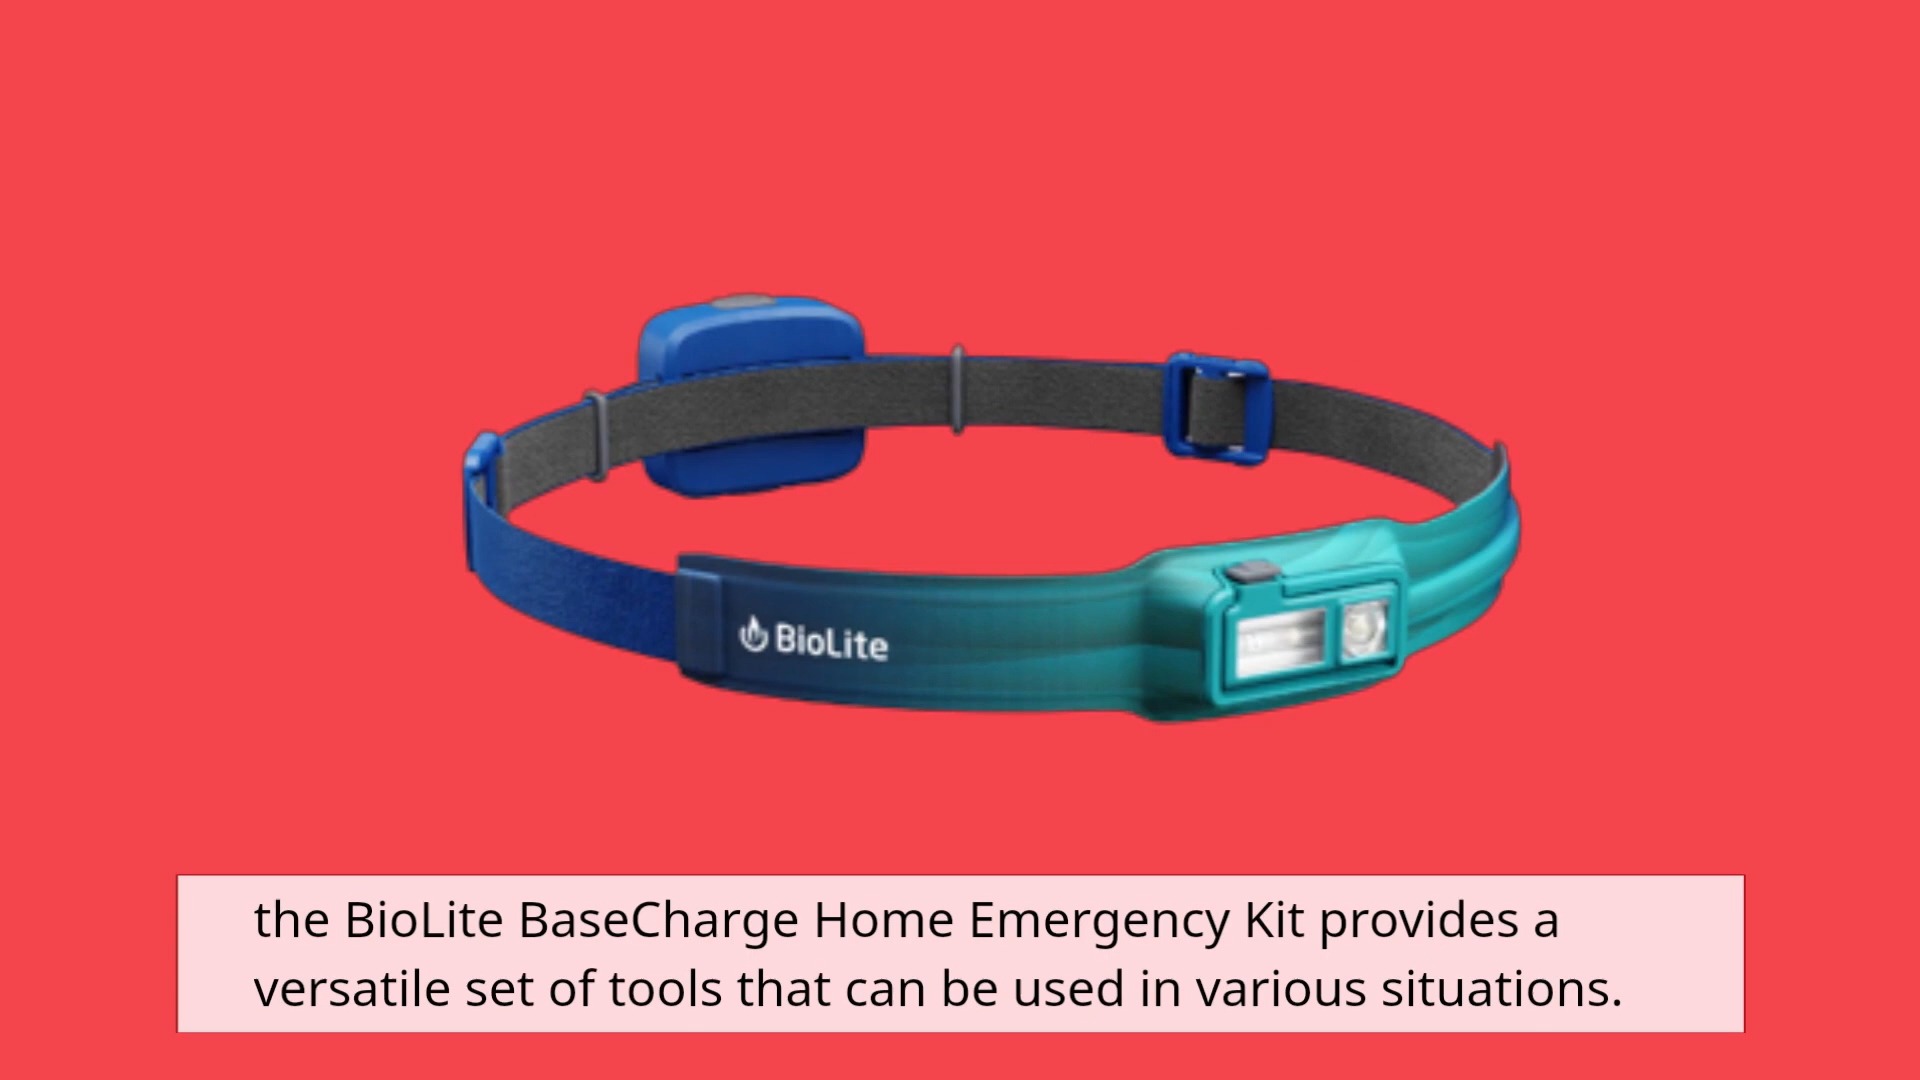 BioLite
the BioLite BaseCharge Home Emergency Kit provides a
versatile set of tools that can be used in various situations.